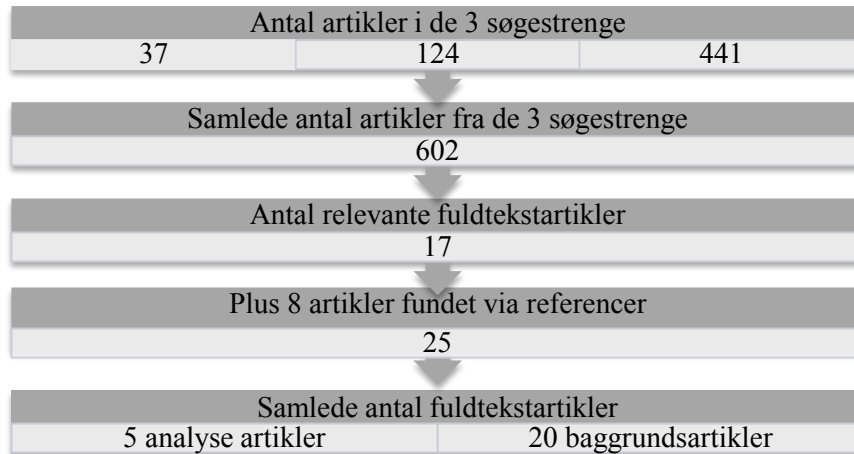 Antal artikler i de 3 søgestrenge
37 124 441
Samlede antal artikler fra de 3 søgestrenge
602
Antal relevante fuldtekstartikler
17
Plus 8 artikler fundet via referencer
25
Samlede antal fuldtekstartikler
5 analyse artikler 20 baggrundsartikler